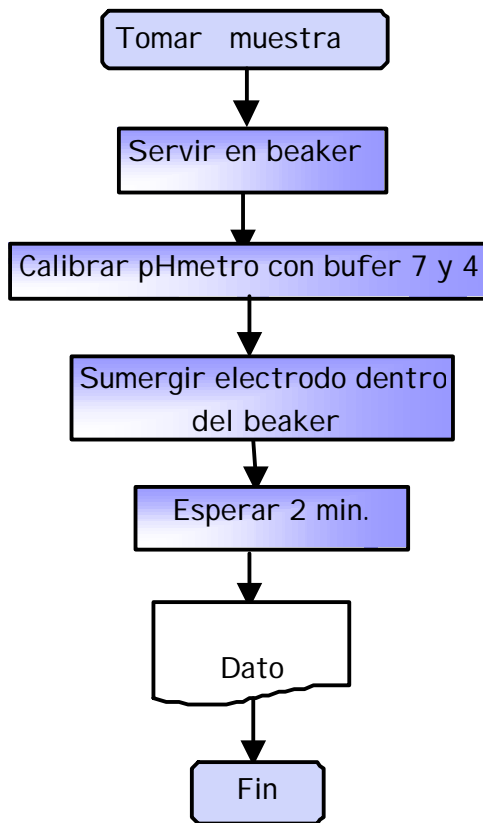 Tomar muestra
Servir en beaker
Calibrar pHmetro con bufer 7 y 4
Sumergir electrodo dentro
del beaker
Esperar 2 min.
Dato
Fin